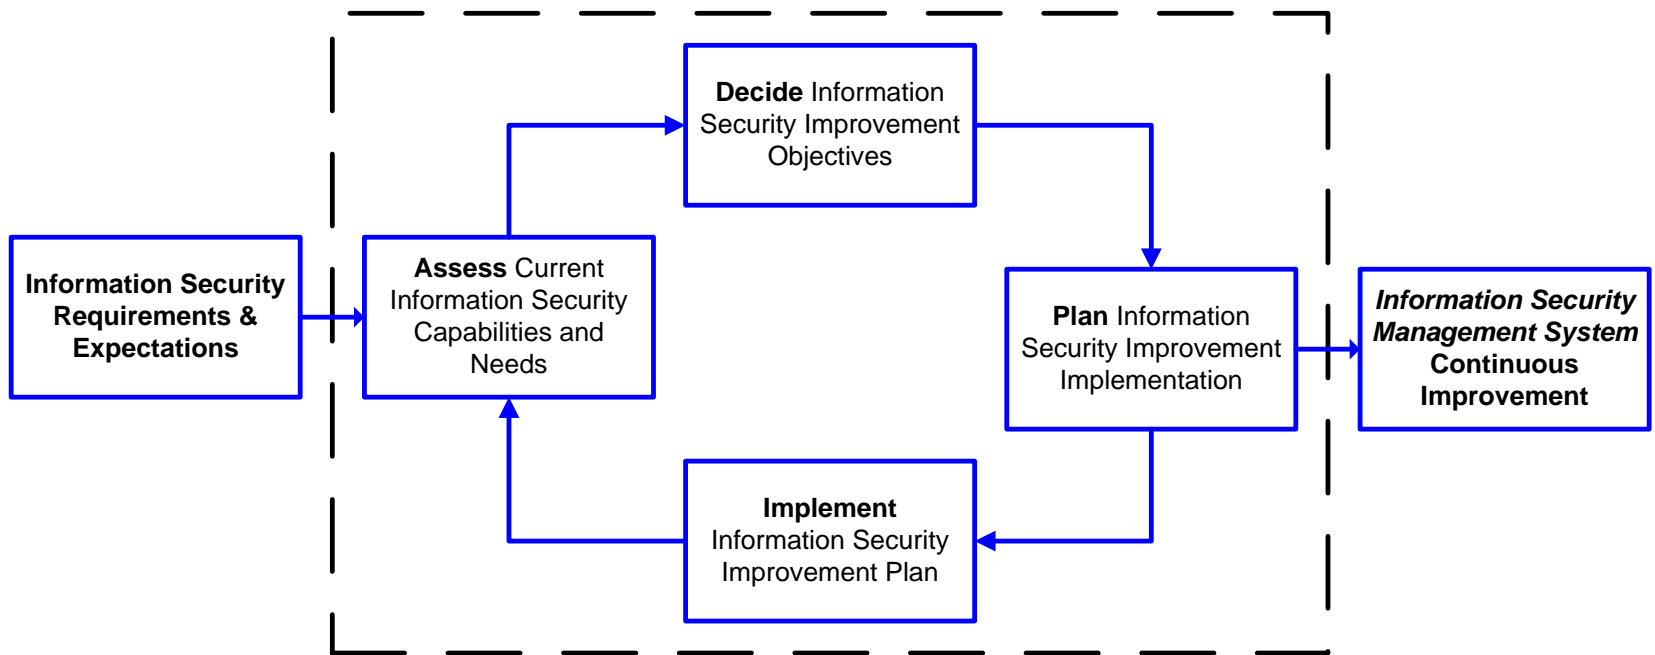 Decide Information
Security Improvement
Objectives
Information Security
Requirements &
Expectations
Assess Current
Information Security
Capabilities and
Needs
Plan Information
Security Improvement
Implementation
Information Security
Management System
Continuous
Improvement
Implement
Information Security
Improvement Plan